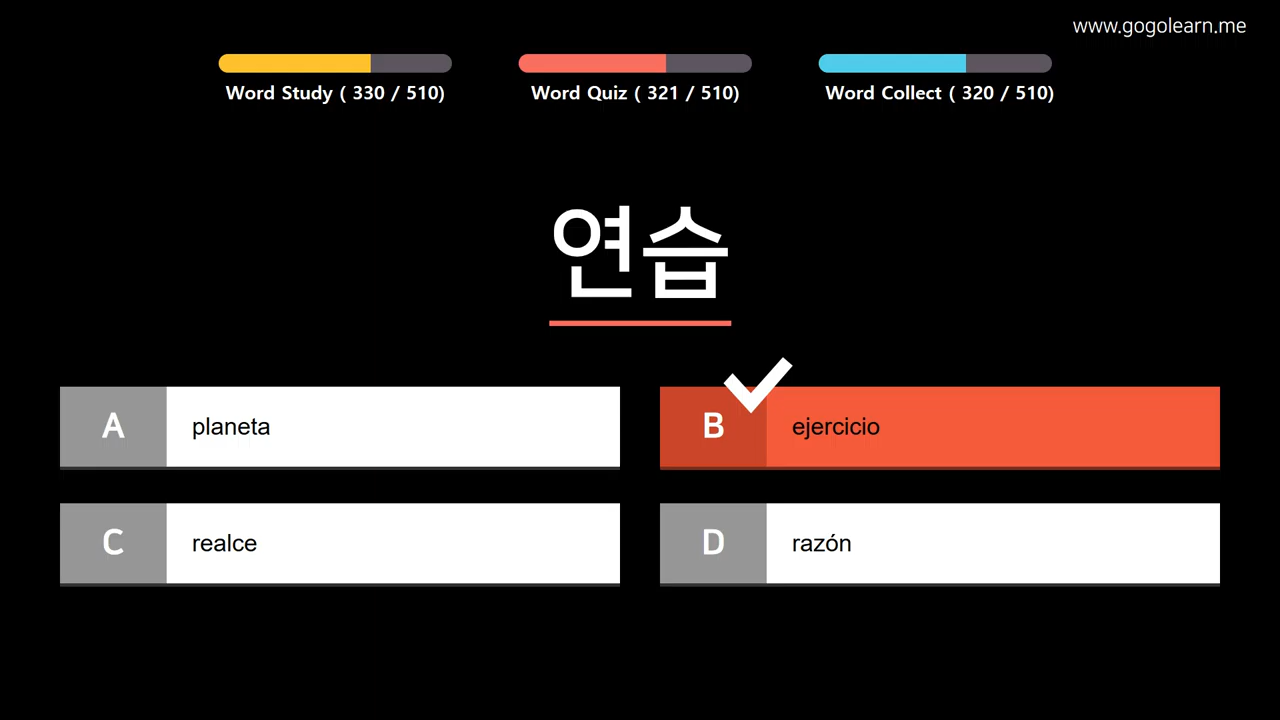 www.gogolearn.me
Word Study ( 330 / 510)
Word Quiz ( 321 / 510)
Word Collect ( 320 / 510)
연습
A planeta
B ejercicio
C realce
D razón